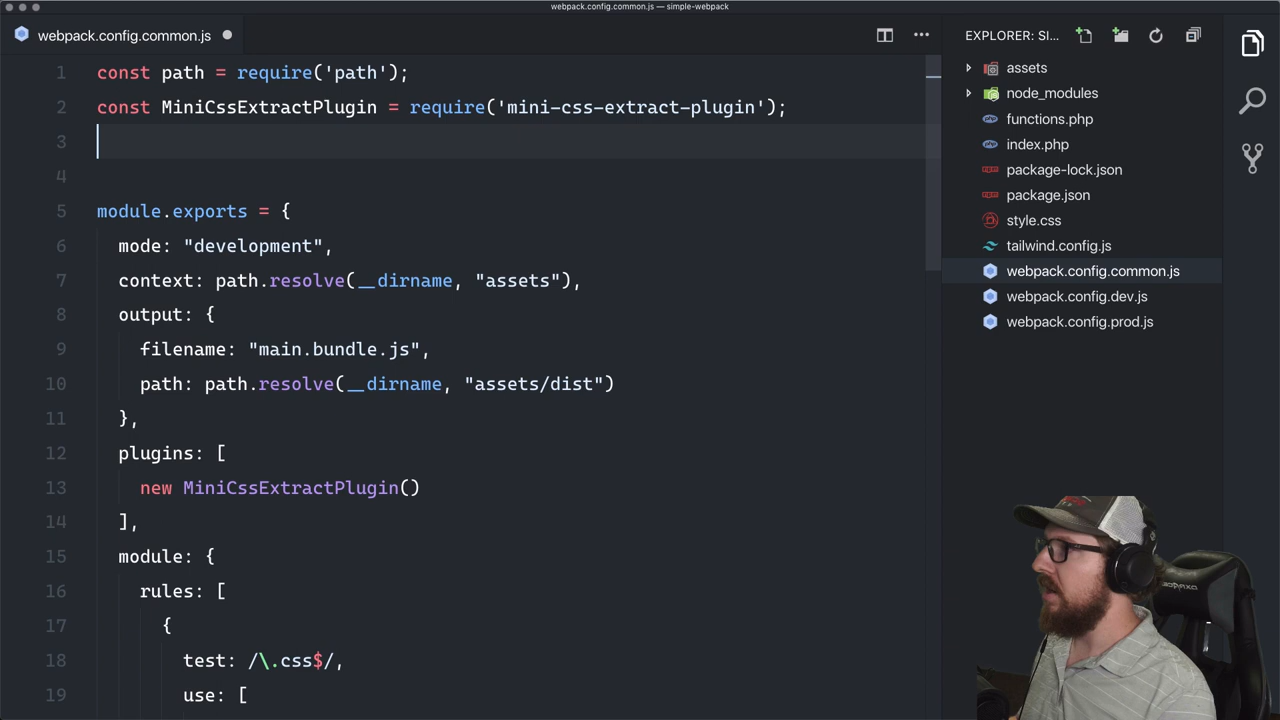 webpack.config.common.js — simple-webpack
webpack.config.common.js
EXPLORER: SI...
1 const path = require('path');
2 const MiniCssExtractPlugin = require('mini-css-extract-plugin');
3
4
5 module.exports = {
6 mode: "development",
7 context: path.resolve(__dirname, "assets"),
8 output: {
9 filename: "main.bundle.js",
10 path: path.resolve(__dirname, "assets/dist")
11 },
12 plugins: [
13 new MiniCssExtractPlugin()
14 ],
15 module: {
16 rules: [
17 {
18 test: /\.css$/,
19 use: [
assets
node_modules
functions.php
index.php
package-lock.json
package.json
style.css
tailwind.config.js
webpack.config.common.js
webpack.config.dev.js
webpack.config.prod.js